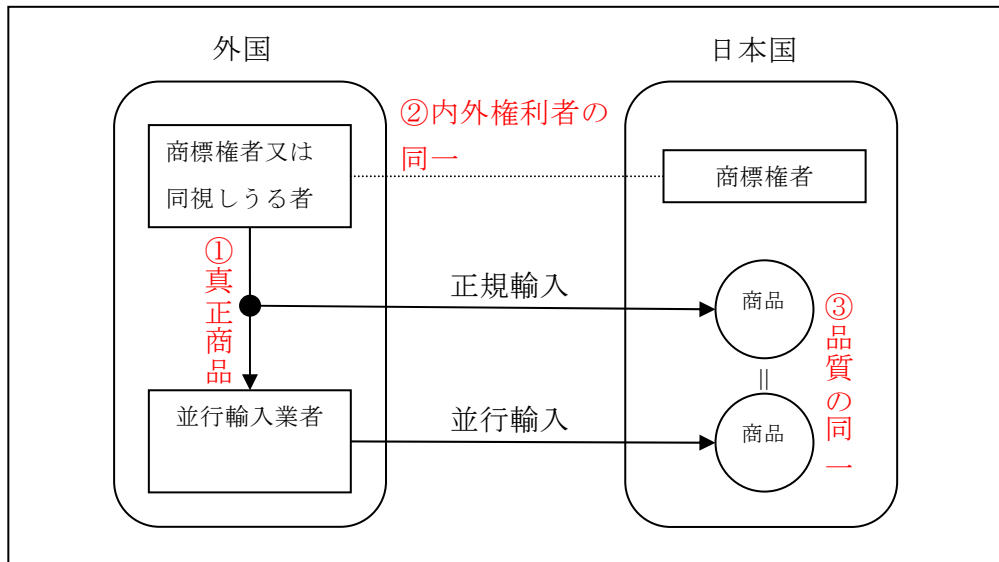 外国
日本国
②内外権利者の
同一
商標権者又は
同視しうる者
商標権者
①真正商品
正規輸入
商品
③品質の同一
||
並行輸入業者
並行輸入
商品